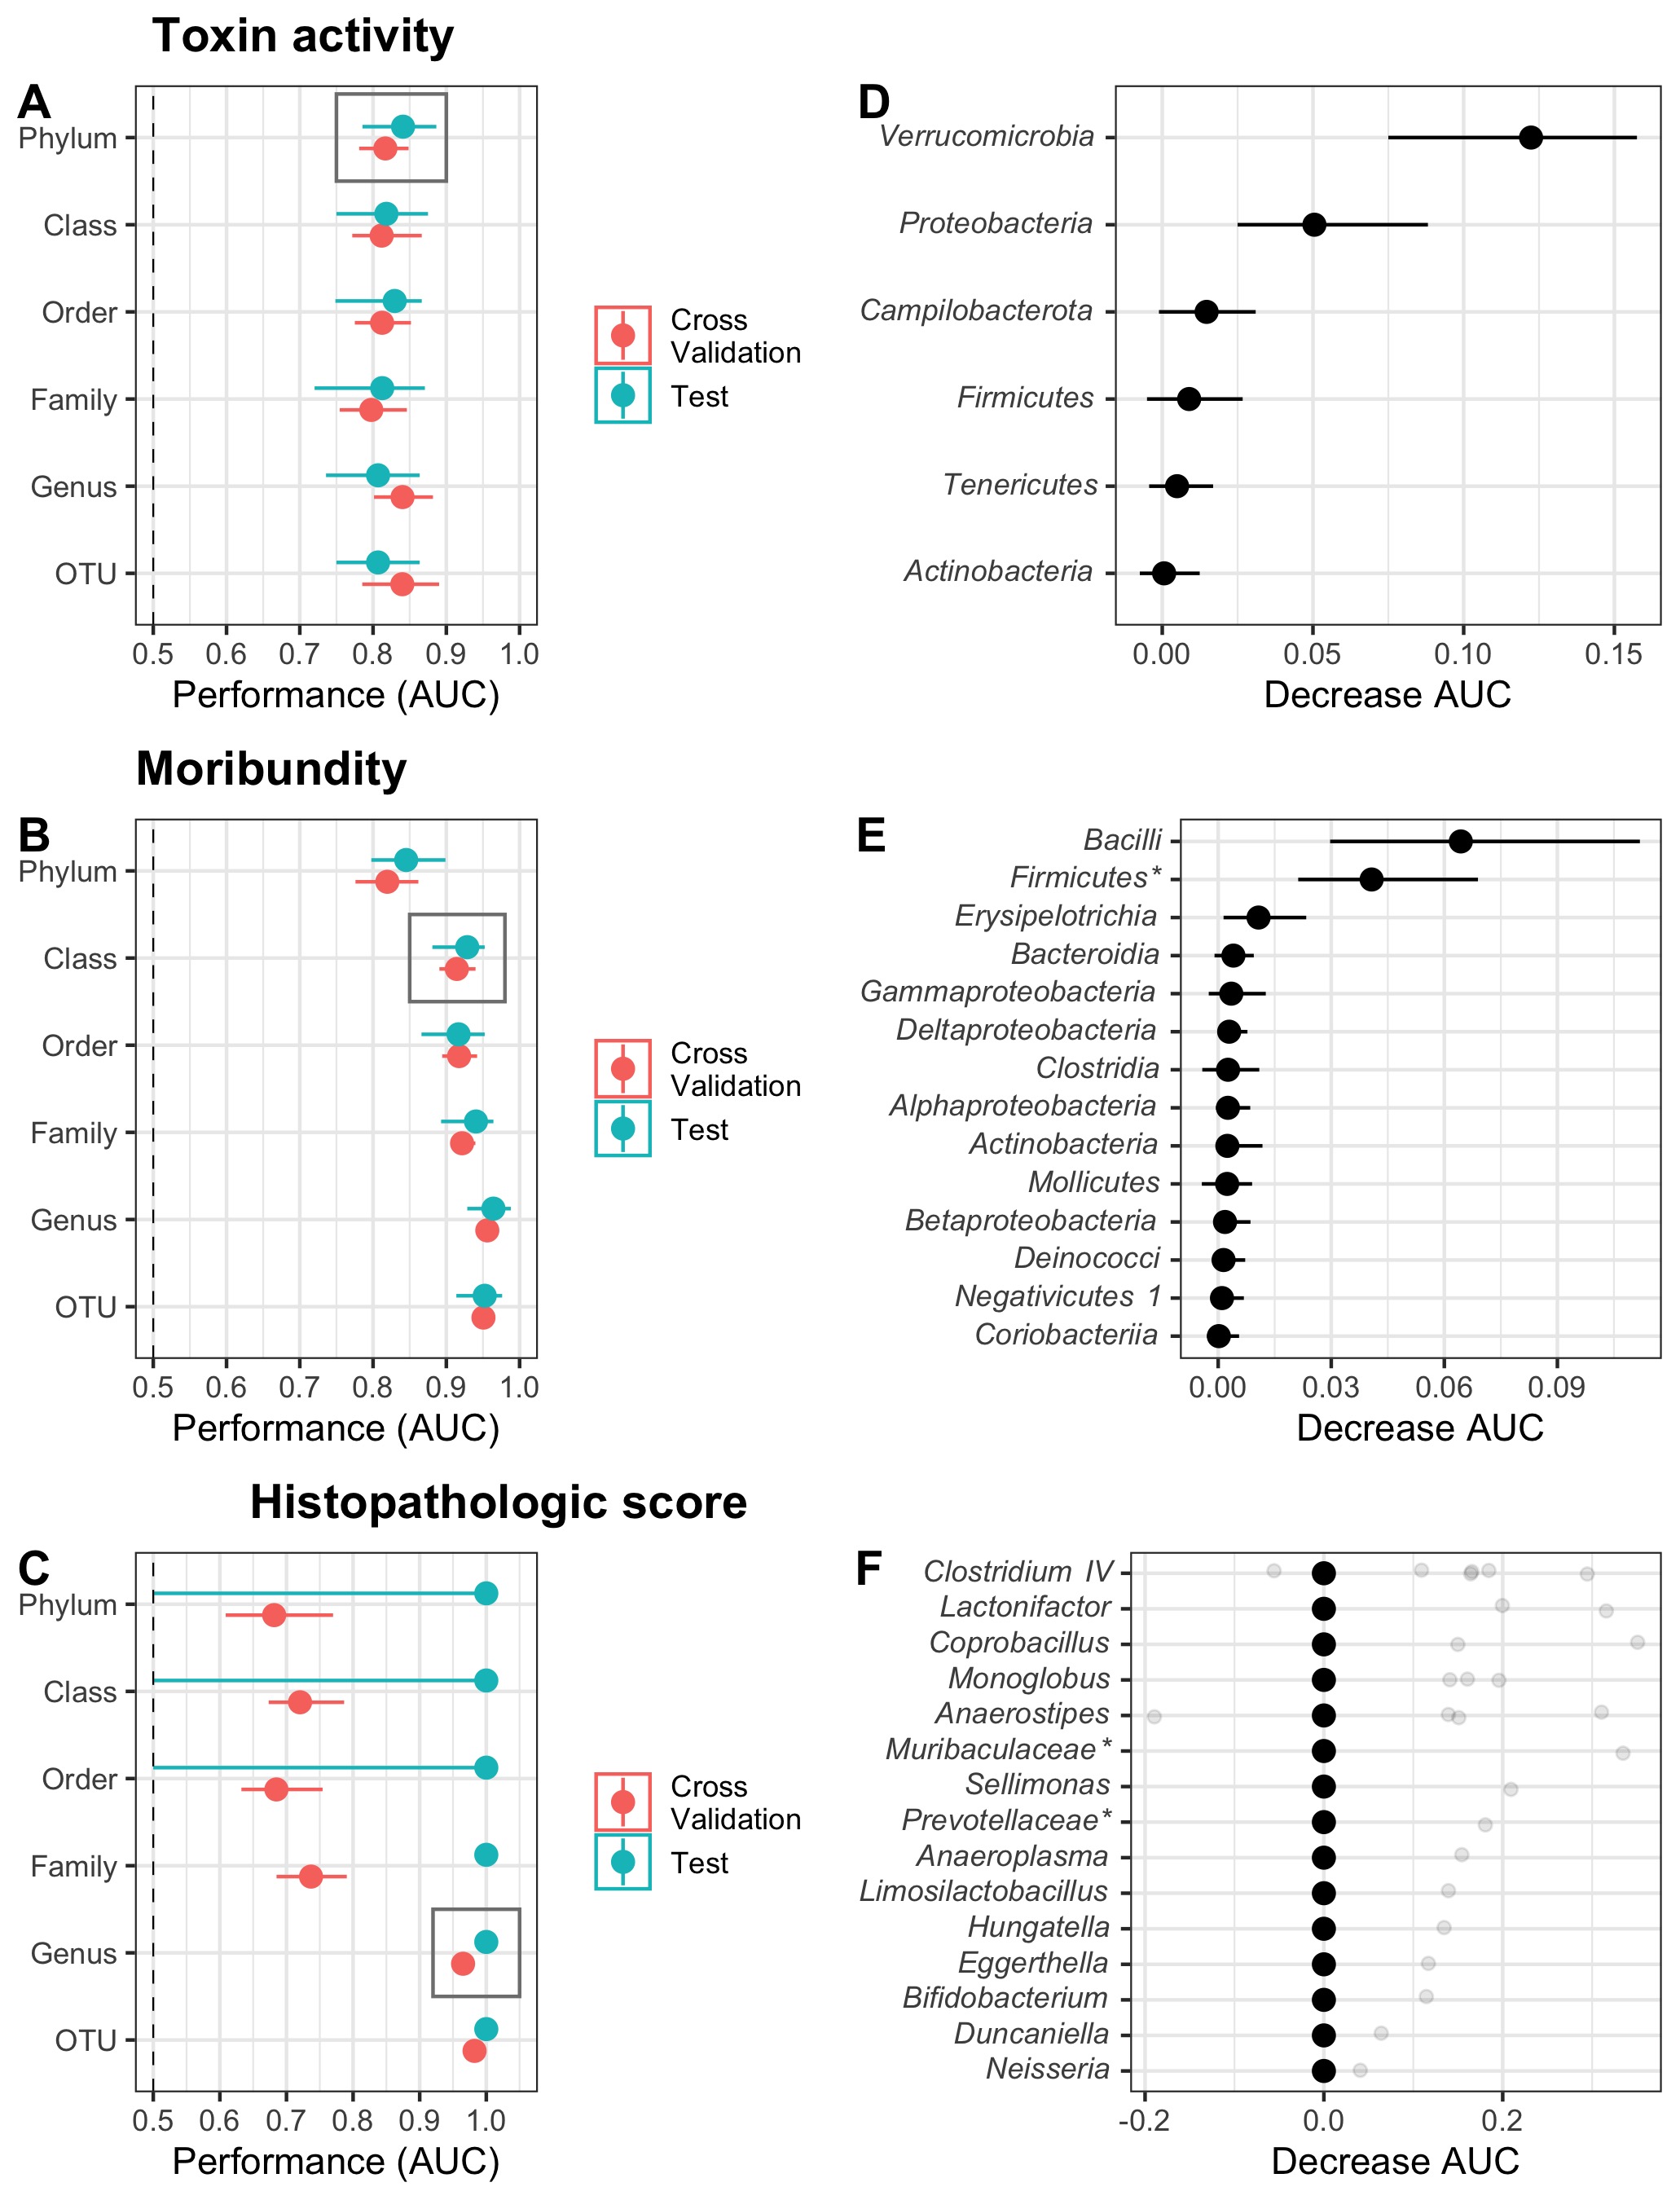 Toxin activity
A
Phylum
Class
Order
Family
Genus
OTU
0.5 0.6 0.7 0.8 0.9 1.0
Performance (AUC)
Cross
Validation
Test
D
Verrucomicrobia
Proteobacteria
Campilobacterota
Firmicutes
Tenericutes
Actinobacteria
0.00 0.05 0.10 0.15
Decrease AUC
Moribundity
B
Phylum
Class
Order
Family
Genus
OTU
0.5 0.6 0.7 0.8 0.9 1.0
Performance (AUC)
Cross
Validation
Test
E
Bacilli
Firmicutes*
Erysipelotrichia
Bacteroidia
Gammaproteobacteria
Deltaproteobacteria
Clostridia
Alphaproteobacteria
Actinobacteria
Mollicutes
Betaproteobacteria
Deinococci
Negativicutes 1
Coriobacteriia
0.00 0.03 0.06 0.09
Decrease AUC
Histopathologic score
C
Phylum
Class
Order
Family
Genus
OTU
0.5 0.6 0.7 0.8 0.9 1.0
Performance (AUC)
Cross
Validation
Test
F
Clostridium IV
Lactonifactor
Coprobacillus
Monoglobus
Anaerostipes
Muribaculaceae*
Sellimonas
Prevotellaceae*
Anaeroplasma
Limosilactobacillus
Hungatella
Eggerthella
Bifidobacterium
Duncaniella
Neisseria
-0.2 0.0 0.2
Decrease AUC